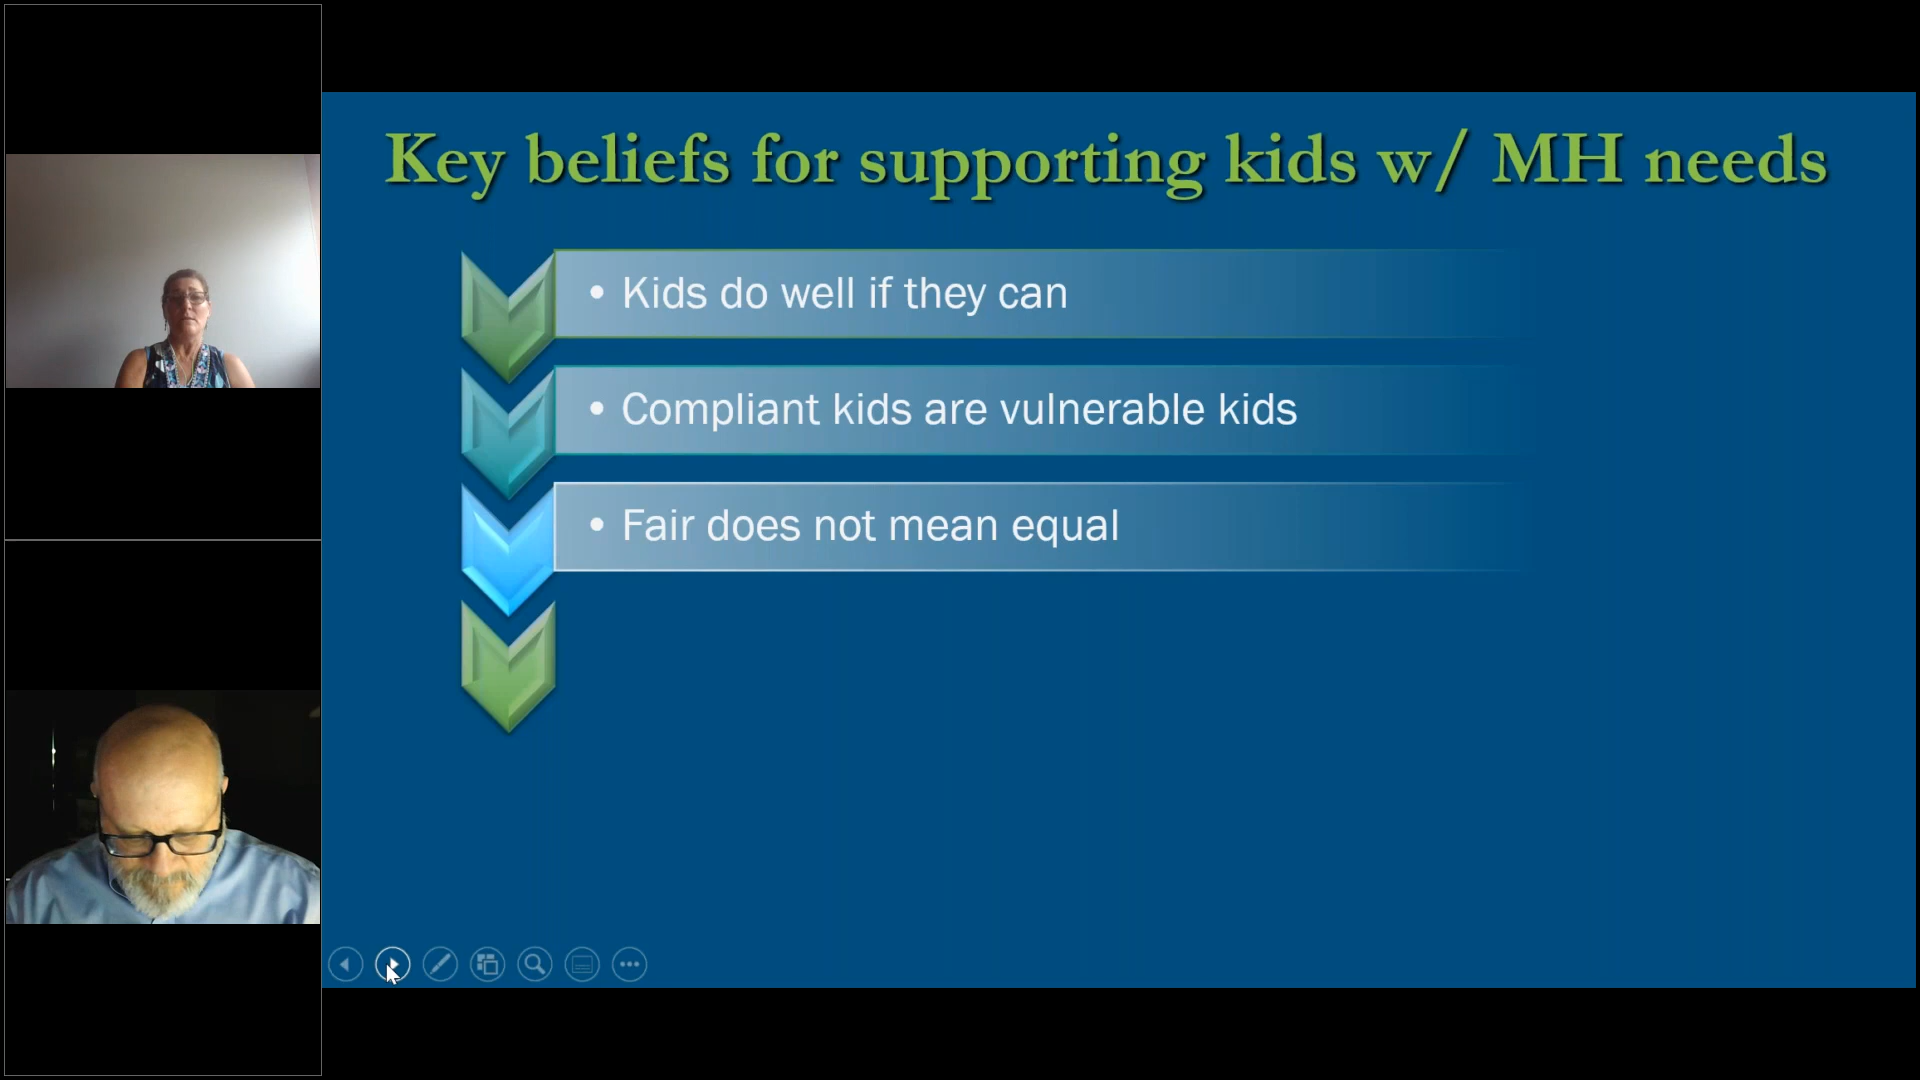 Key beliefs for supporting kids w/ MH needs
• Kids do well if they can
• Compliant kids are vulnerable kids
• Fair does not mean equal